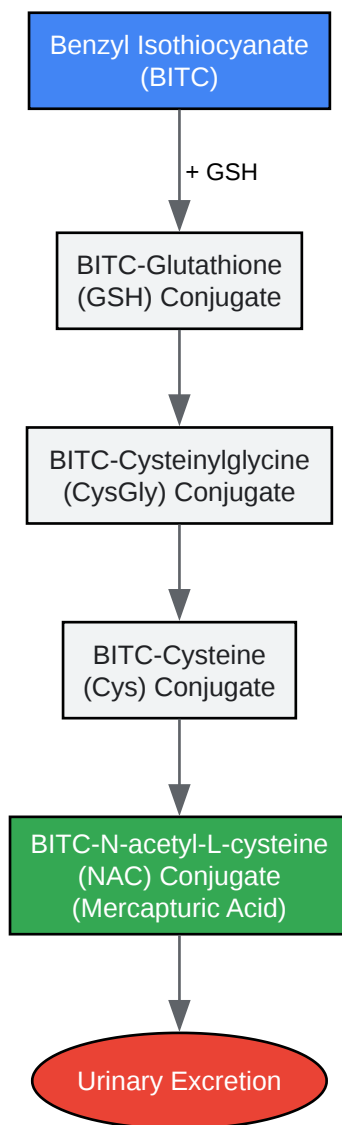 Benzyl Isothiocyanate
(BITC)
+ GSH
BITC-Glutathione
(GSH) Conjugate
BITC-Cysteinylglycine
(CysGly) Conjugate
BITC-Cysteine
(Cys) Conjugate
BITC-N-acetyl-L-cysteine
(NAC) Conjugate
(Mercapturic Acid)
Urinary Excretion